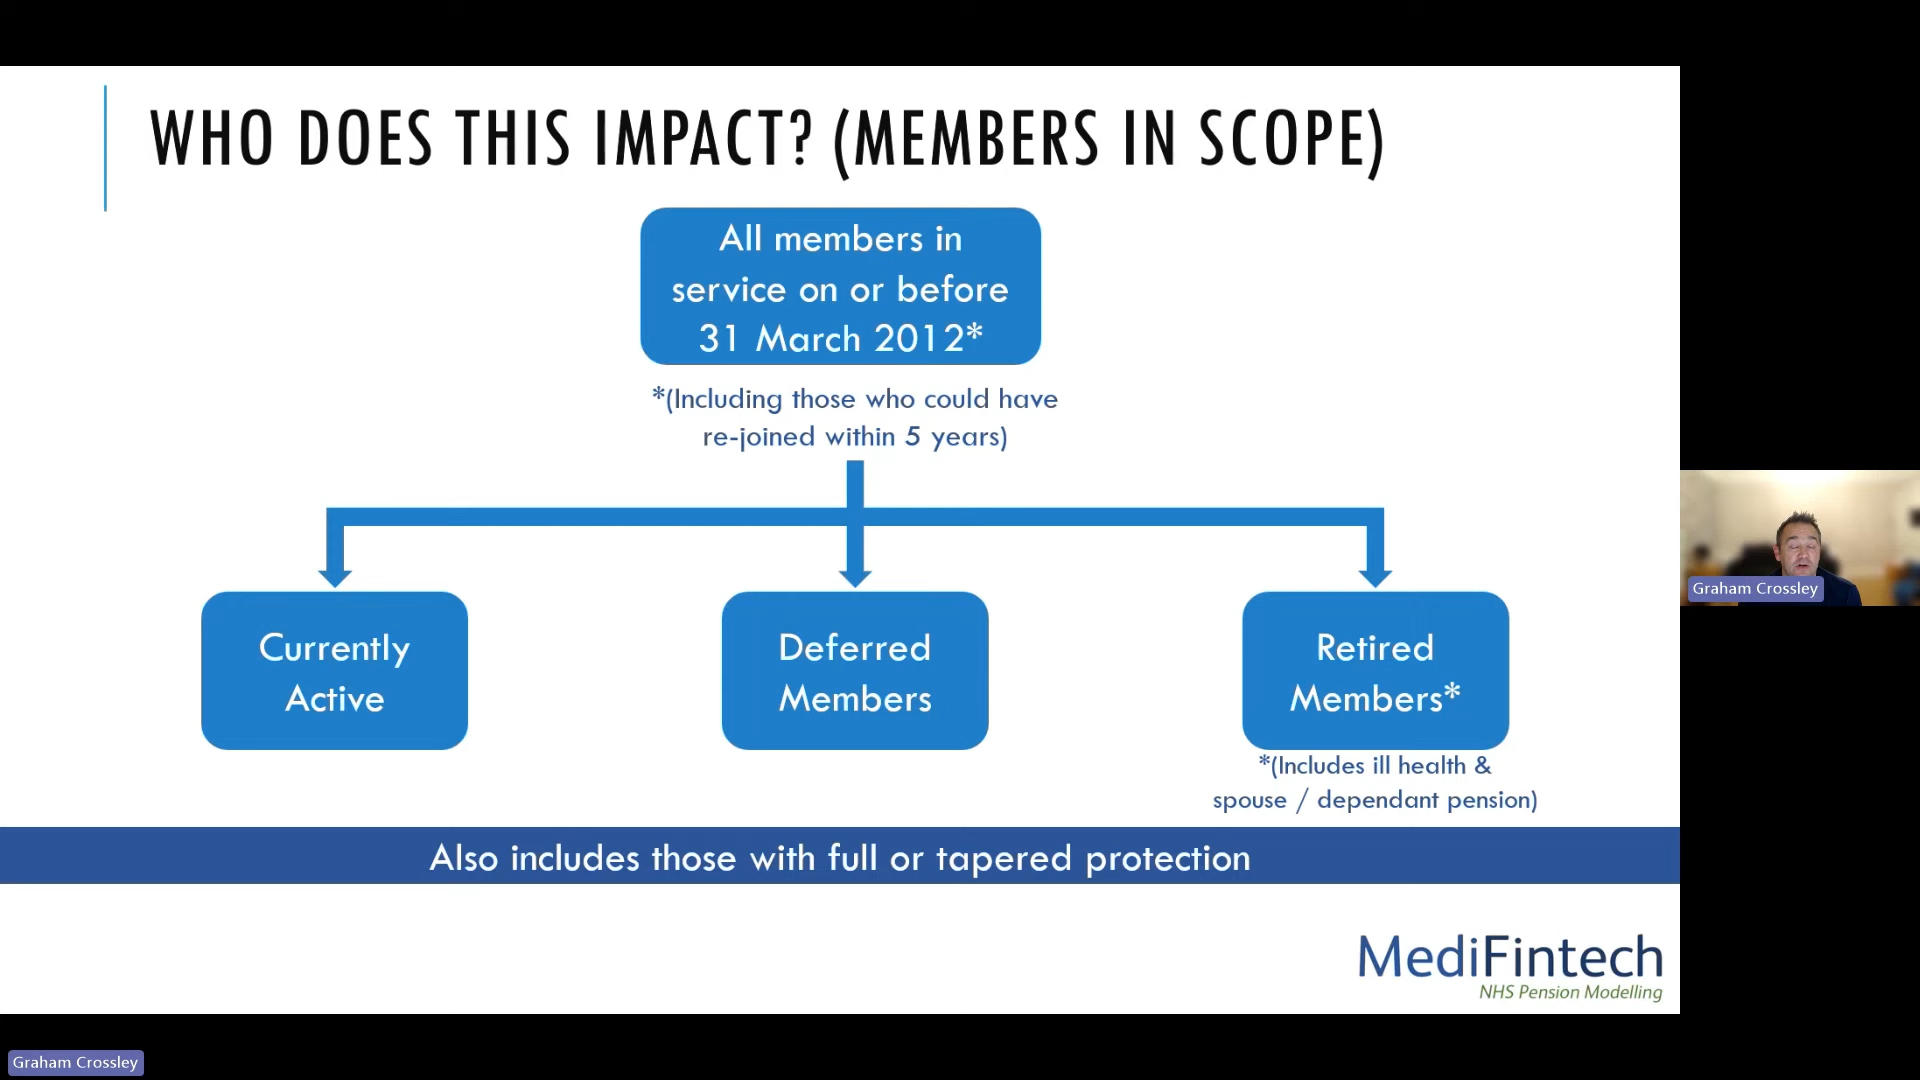 WHO DOES THIS IMPACT? (MEMBERS IN SCOPE)
All members in
service on or before
31 March 2012*
*(Including those who could have
re-joined within 5 years)
Currently
Active
Deferred
Members
Retired
Members*
*(Includes ill health &
spouse / dependant pension)
Also includes those with full or tapered protection
MediFintech
NHS Pension Modelling
Graham Crossley
Graham Crossley